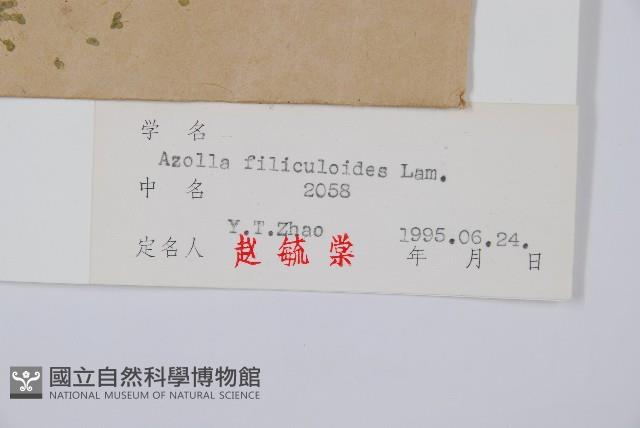 学 名
Azolla filiculoides Lam.
中 名 2058
Y.T.Zhao 1995.06.24.
定名人 赵毓棠 年 月 日
國立自然科學博物館
NATIONAL MUSEUM OF NATURAL SCIENCE